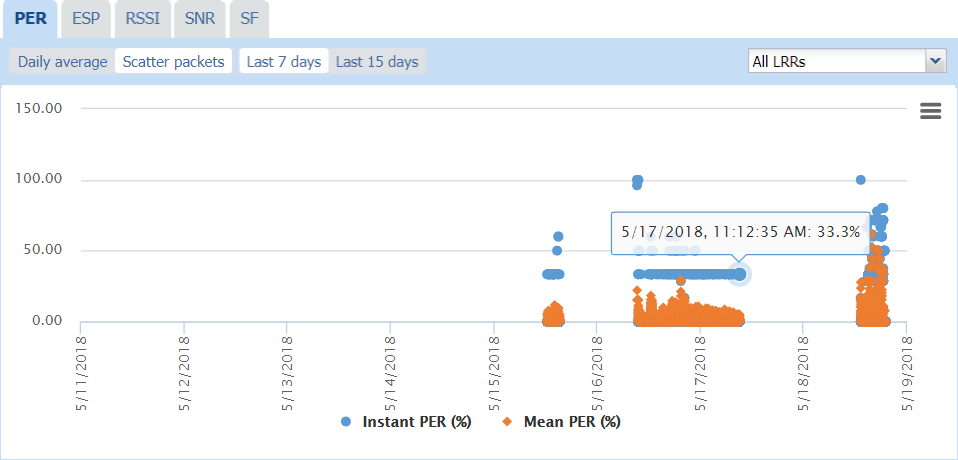 PER ESP RSSI SNR SF
Daily average Scatter packets Last 7 days Last 15 days All LRRs
150.00
100.00
5/17/2018, 11:12:35 AM: 33.3%
50.00
0.00
5/11/2018 5/12/2018 5/13/2018 5/14/2018 5/15/2018 5/16/2018 5/17/2018 5/18/2018 5/19/2018
Instant PER (%) Mean PER (%)